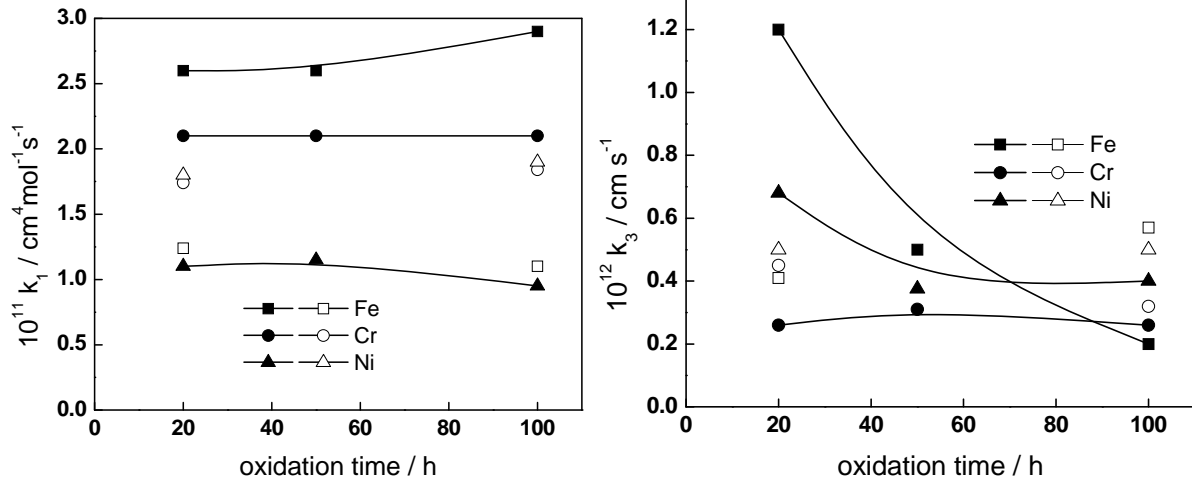 3.0
2.5
2.0
1.5
1.0
0.5
0.0
10¹¹ k₁ / cm⁴mol⁻¹s⁻¹
Fe
Cr
Ni
0 20 40 60 80 100
oxidation time / h
1.2
1.0
0.8
0.6
0.4
0.2
0.0
10¹² k₃ / cm s⁻¹
Fe
Cr
Ni
0 20 40 60 80 100
oxidation time / h